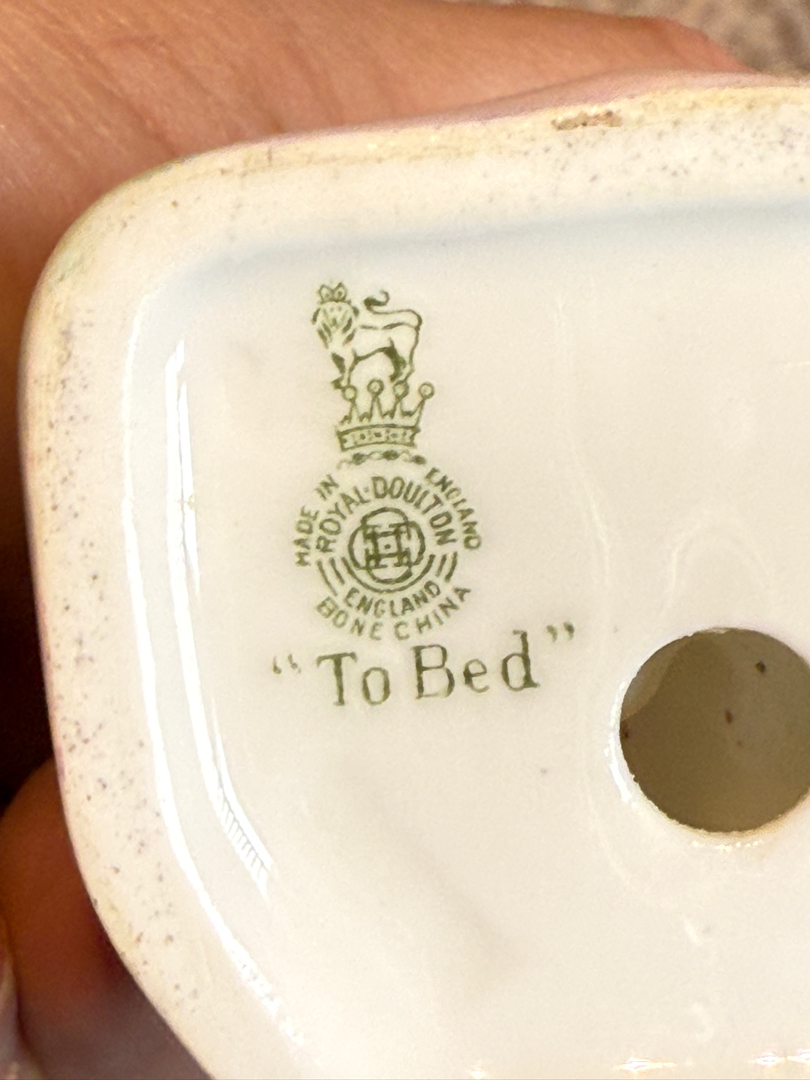 MADE IN ENGLAND
ROYAL·DOULTON
ENGLAND
BONE CHINA
“To Bed”